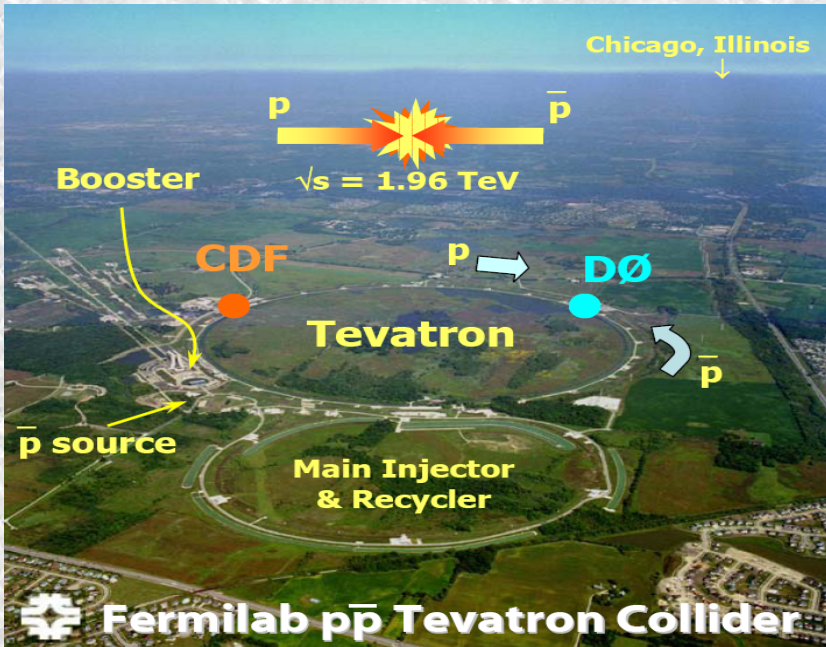 Chicago, Illinois
↓
p p̅
√s = 1.96 TeV
Booster
CDF
p
DØ
Tevatron
p̅
p̅ source
Main Injector
& Recycler
Fermilab pp̅ Tevatron Collider